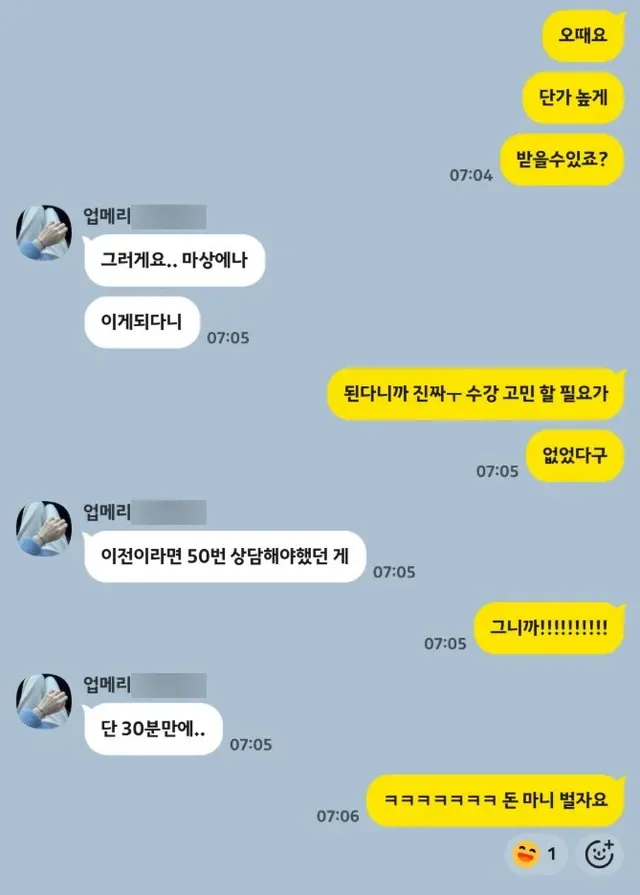 오때요
단가 높게
받을수있죠?
07:04
업메리
그러게요.. 마상에나
이게되다니
07:05
된다니까 진짜ㅜ 수강 고민 할 필요가
없었다구
07:05
업메리
이전이라면 50번 상담해야했던 게
07:05
그니까!!!!!!!!!!
07:05
업메리
단 30분만에..
07:05
ㅋㅋㅋㅋㅋㅋㅋ 돈 마니 벌자요
07:06
1